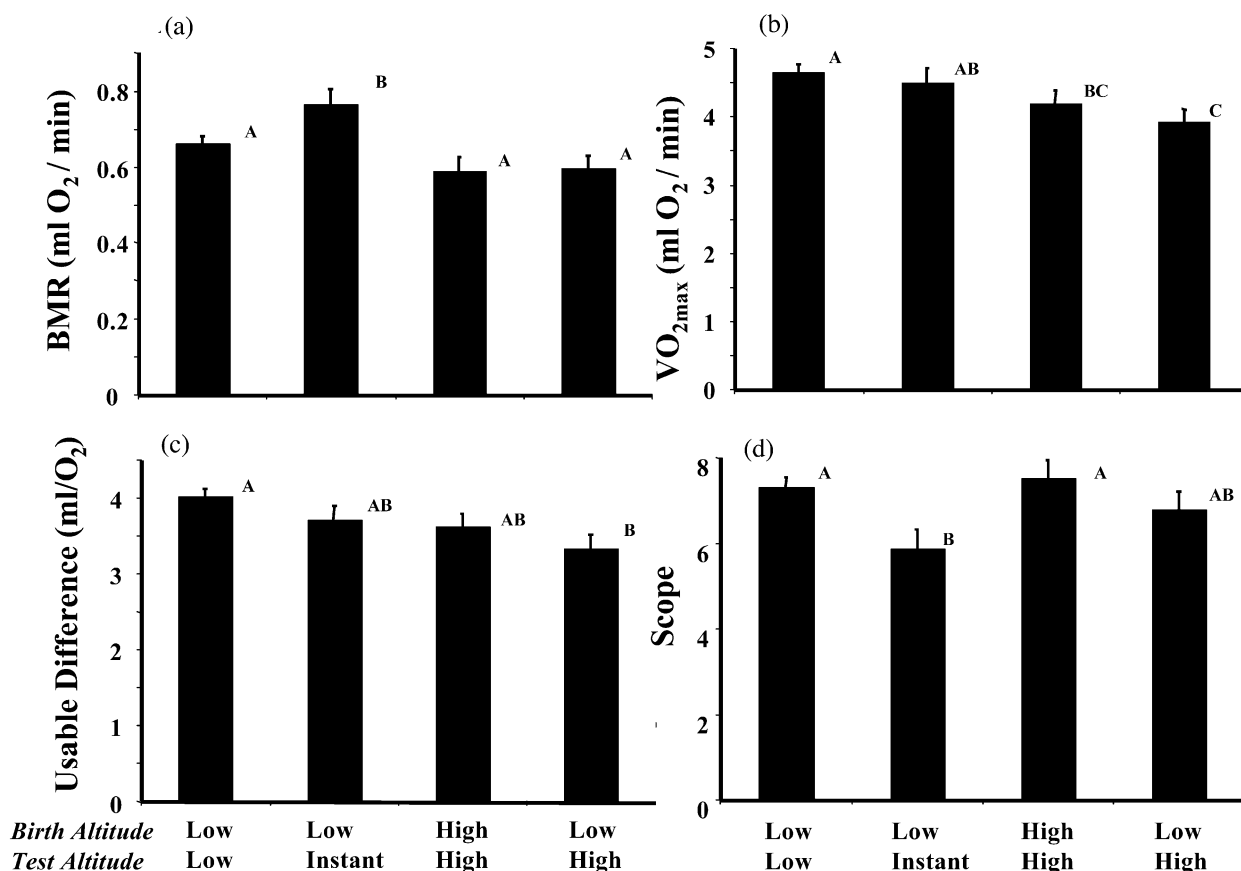 (a)
BMR (ml O2 / min)
0.8
0.6
0.4
0.2
0
A
B
A
A
(b)
VO2max (ml O2 / min)
5
4
3
2
1
0
A
AB
BC
C
(c)
Usable Difference (ml/O2)
4
3
2
1
0
A
AB
AB
B
(d)
Scope
8
6
4
2
0
A
B
A
AB
Birth Altitude Low Low High Low Low Low High Low
Test Altitude Low Instant High High Low Instant High High